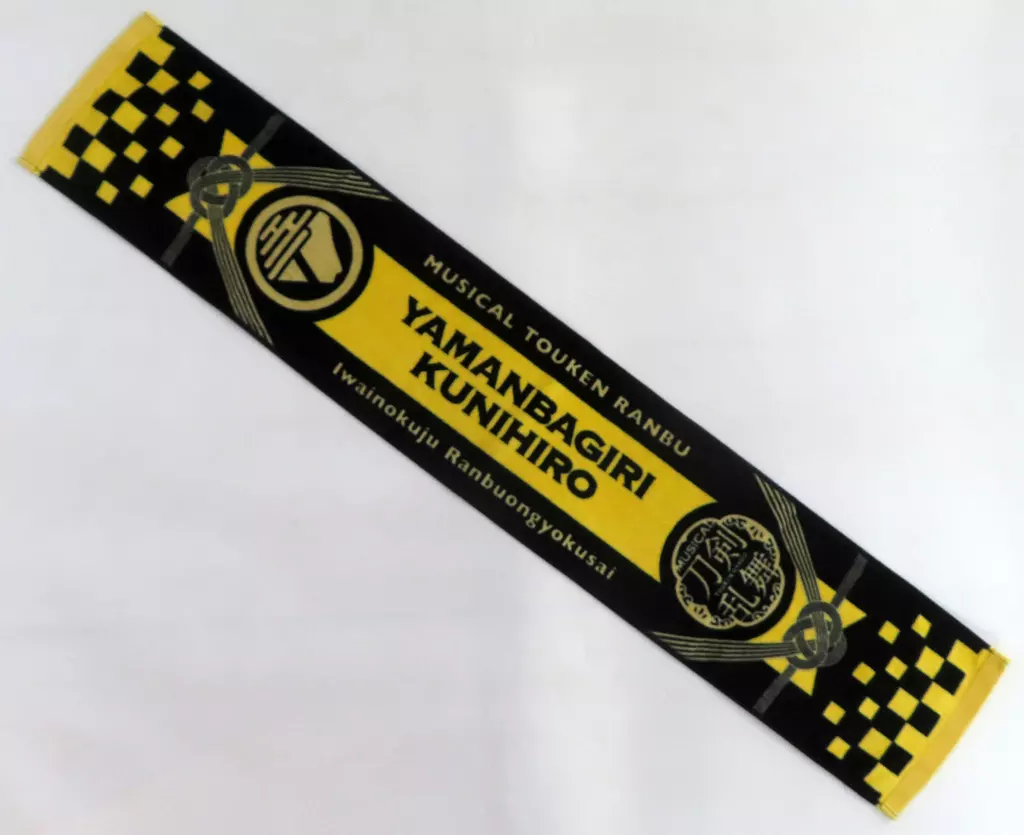 MUSICAL TOUKEN RANBU
YAMANBAGIRI
KUNIHIRO
Iwainokuju Ranbuongyokusai
MUSICAL
刀剣
乱舞